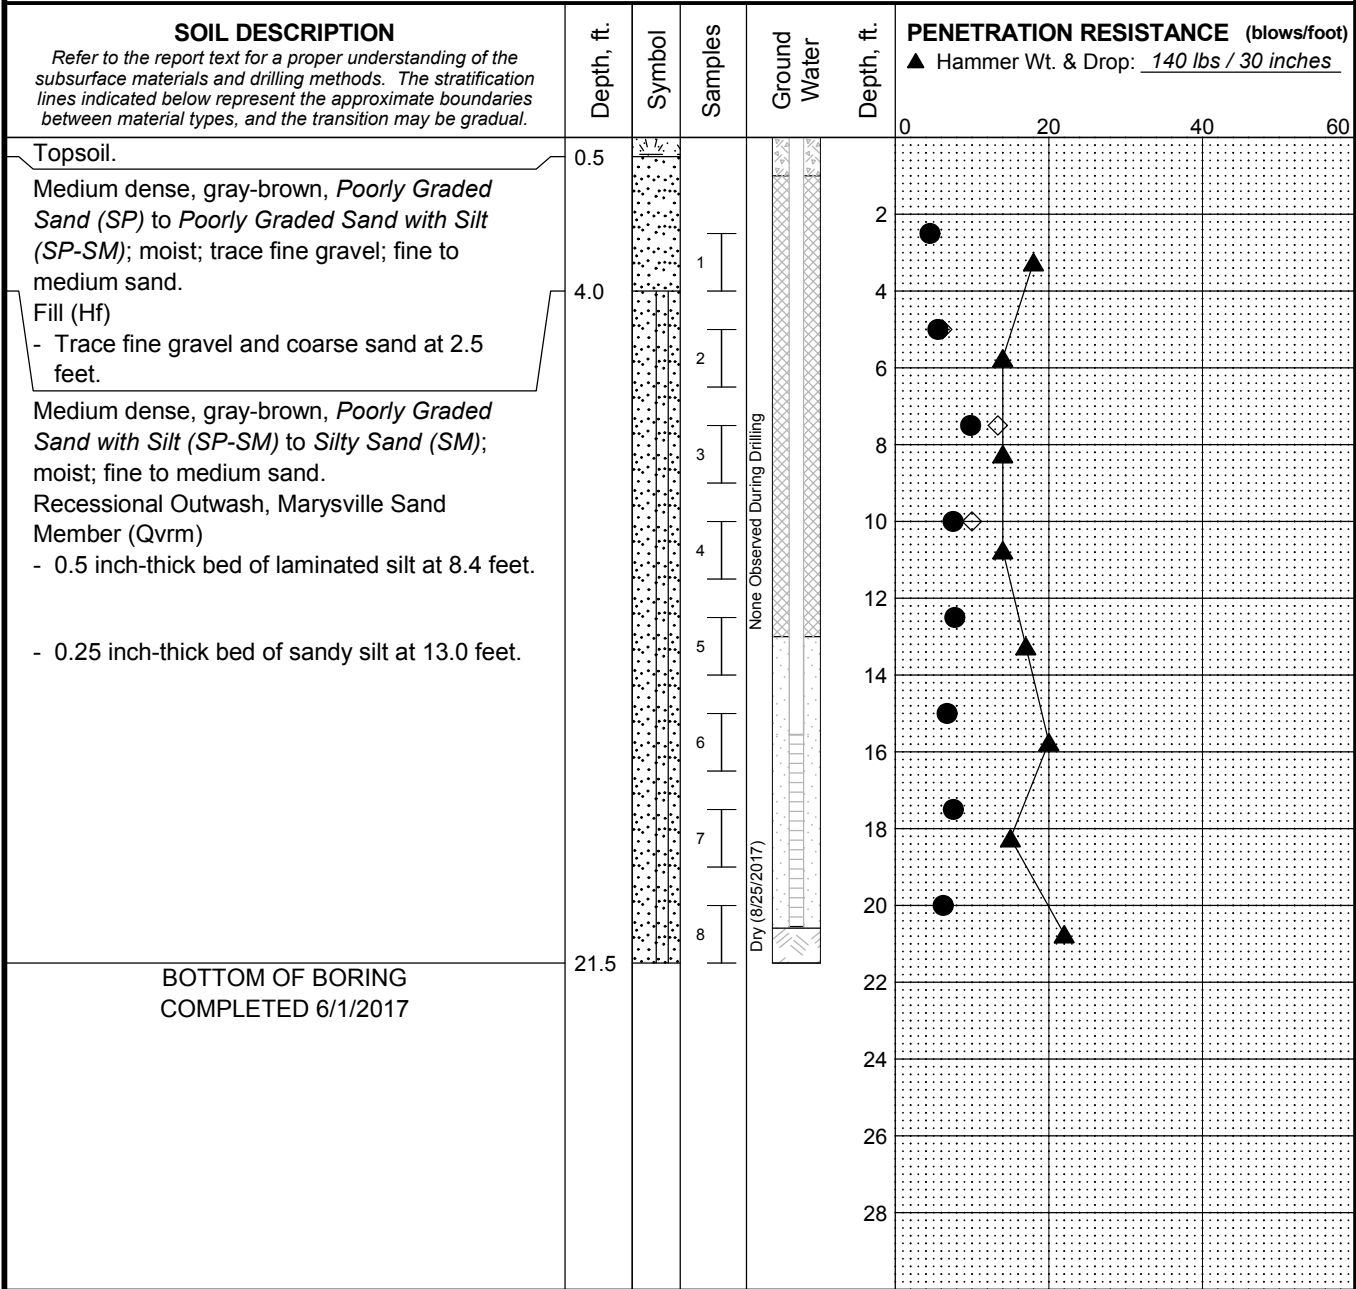 SOIL DESCRIPTION
Refer to the report text for a proper understanding of the
subsurface materials and drilling methods. The stratification
lines indicated below represent the approximate boundaries
between material types, and the transition may be gradual.
Depth, ft.
Symbol
Samples
Ground
Water
Depth, ft.
PENETRATION RESISTANCE (blows/foot)
▲ Hammer Wt. & Drop: 140 lbs / 30 inches
0 20 40 60
Topsoil.
0.5
Medium dense, gray-brown, Poorly Graded
Sand (SP) to Poorly Graded Sand with Silt
(SP-SM); moist; trace fine gravel; fine to
medium sand.
4.0
Fill (Hf)
- Trace fine gravel and coarse sand at 2.5
feet.
Medium dense, gray-brown, Poorly Graded
Sand with Silt (SP-SM) to Silty Sand (SM);
moist; fine to medium sand.
Recessional Outwash, Marysville Sand
Member (Qvrm)
- 0.5 inch-thick bed of laminated silt at 8.4 feet.
- 0.25 inch-thick bed of sandy silt at 13.0 feet.
21.5
BOTTOM OF BORING
COMPLETED 6/1/2017
1
2
3
4
5
6
7
8
None Observed During Drilling
Dry (8/25/2017)
2
4
6
8
10
12
14
16
18
20
22
24
26
28